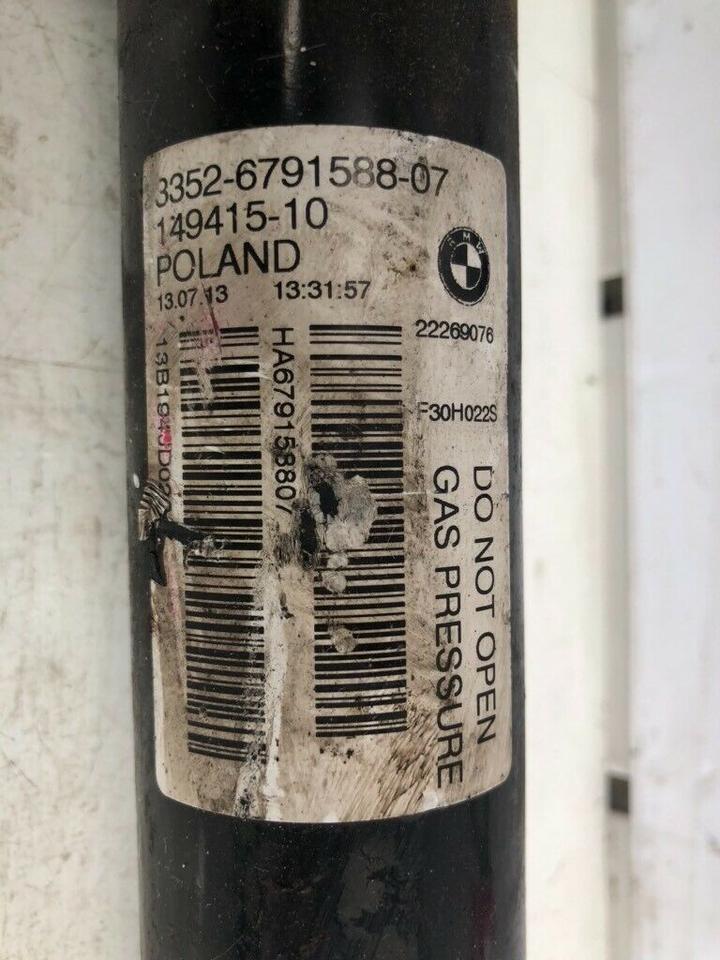 3352-6791588-07
149415-10
POLAND
13.07.13 13:31:57
BMW
22269076
F30H022S
HA679158807
DO NOT OPEN
GAS PRESSURE